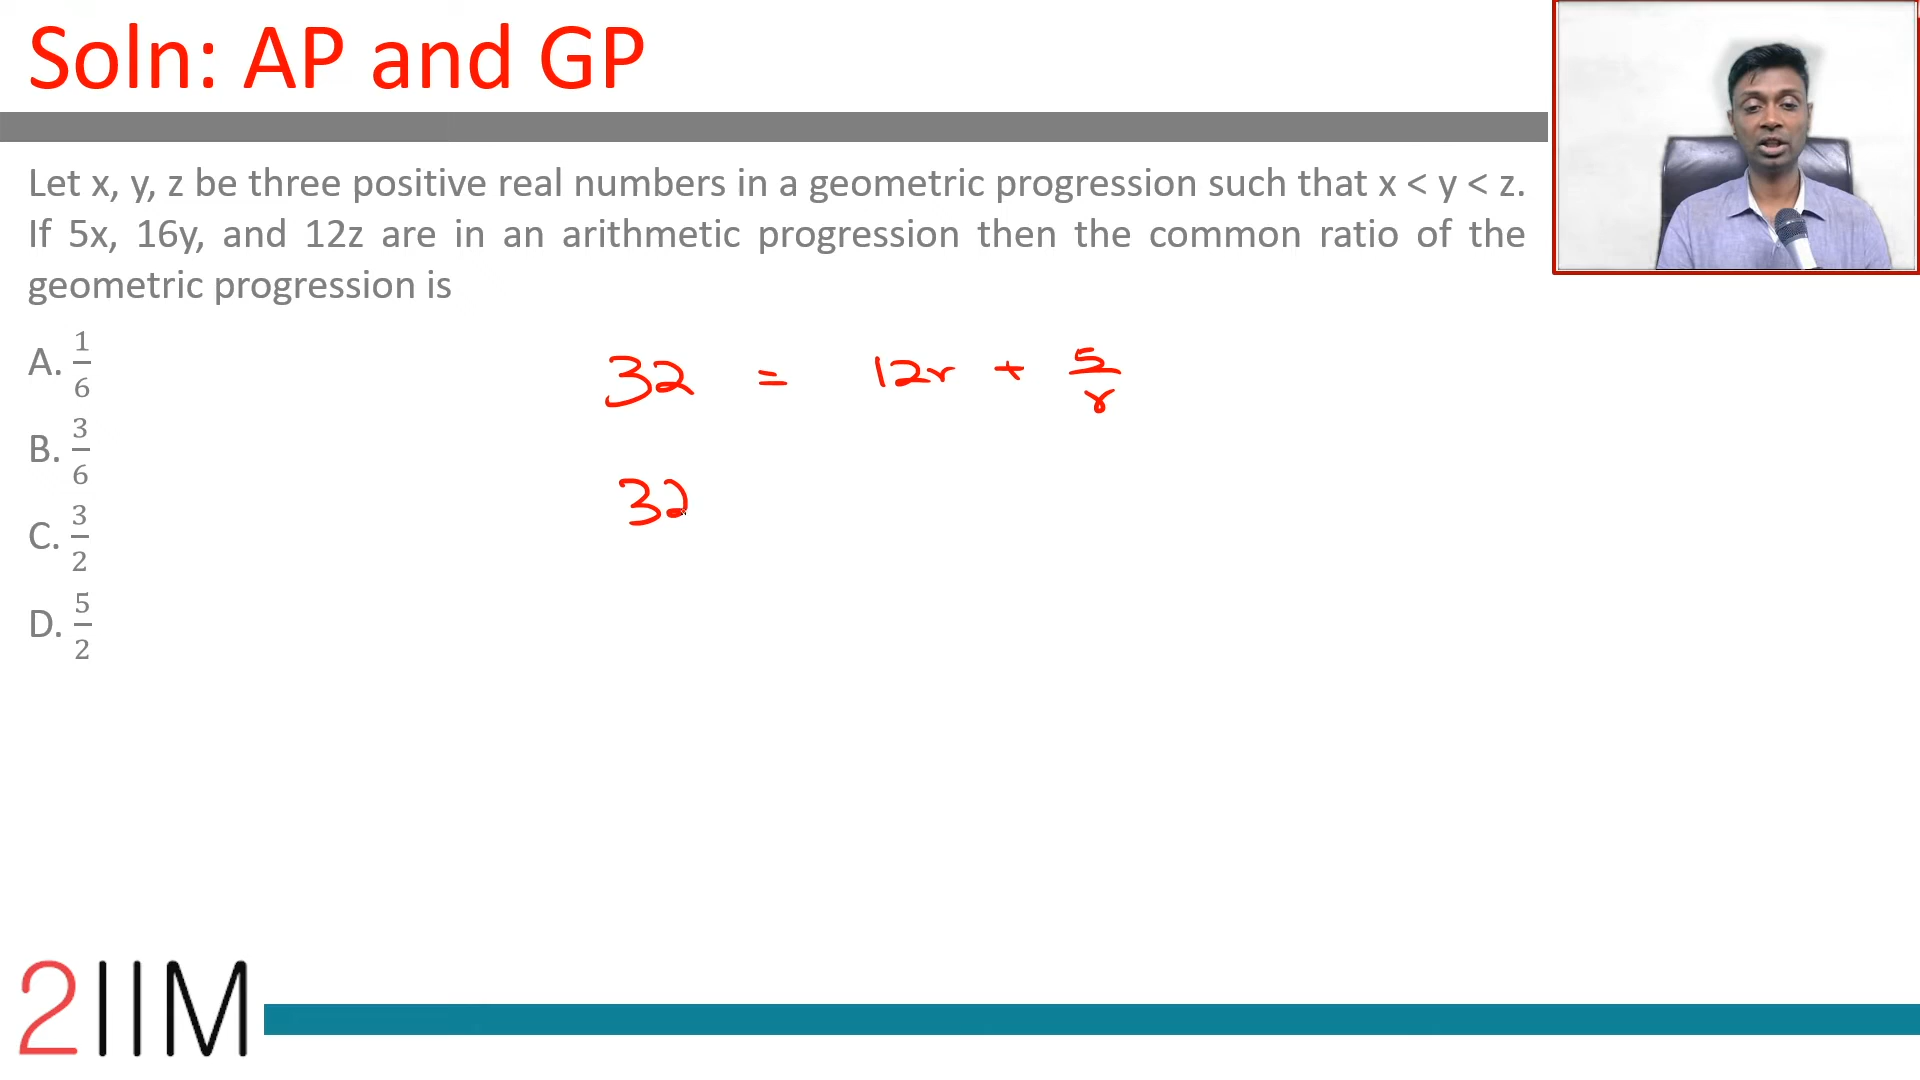 Soln: AP and GP
Let x, y, z be three positive real numbers in a geometric progression such that x < y < z.
If 5x, 16y, and 12z are in an arithmetic progression then the common ratio of the
geometric progression is
A. 1/6
B. 3/6
C. 3/2
D. 5/2
32 = 12r + 5/r
32
2IIM